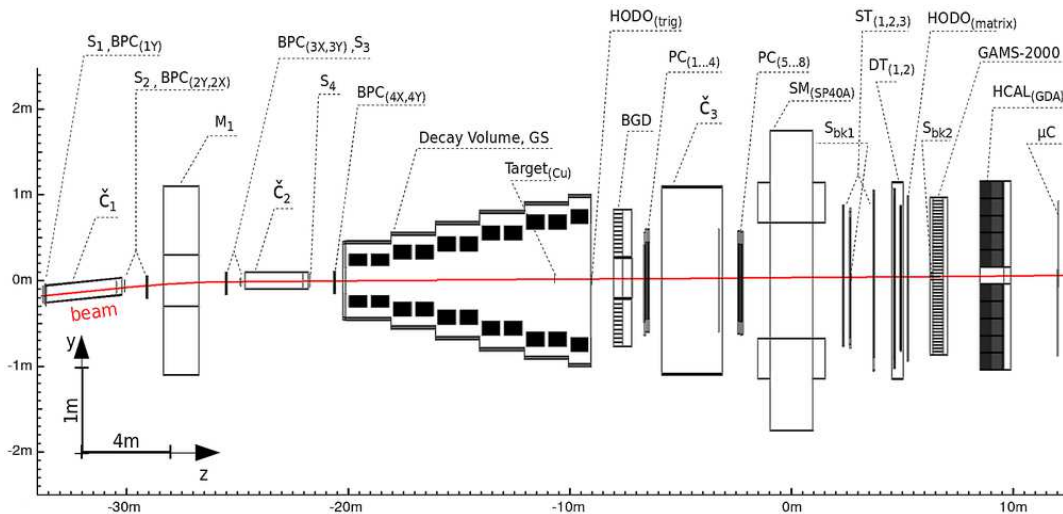 HODO(trig)
ST(1,2,3)
HODO(matrix)
S1 ,BPC(1Y)
BPC(3X,3Y) ,S3
PC(1...4)
PC(5...8)
GAMS-2000
2m
S2 , BPC(2Y,2X)
S4
DT(1,2)
SM(SP40A)
HCAL(GDA)
BPC(4X,4Y)
M1
BGD
Č3
Sbk1
Sbk2
μC
Decay Volume, GS
Target(Cu)
1m
Č1
Č2
0m
beam
y
-1m
1m
4m
z
-2m
-30m
-20m
-10m
0m
10m